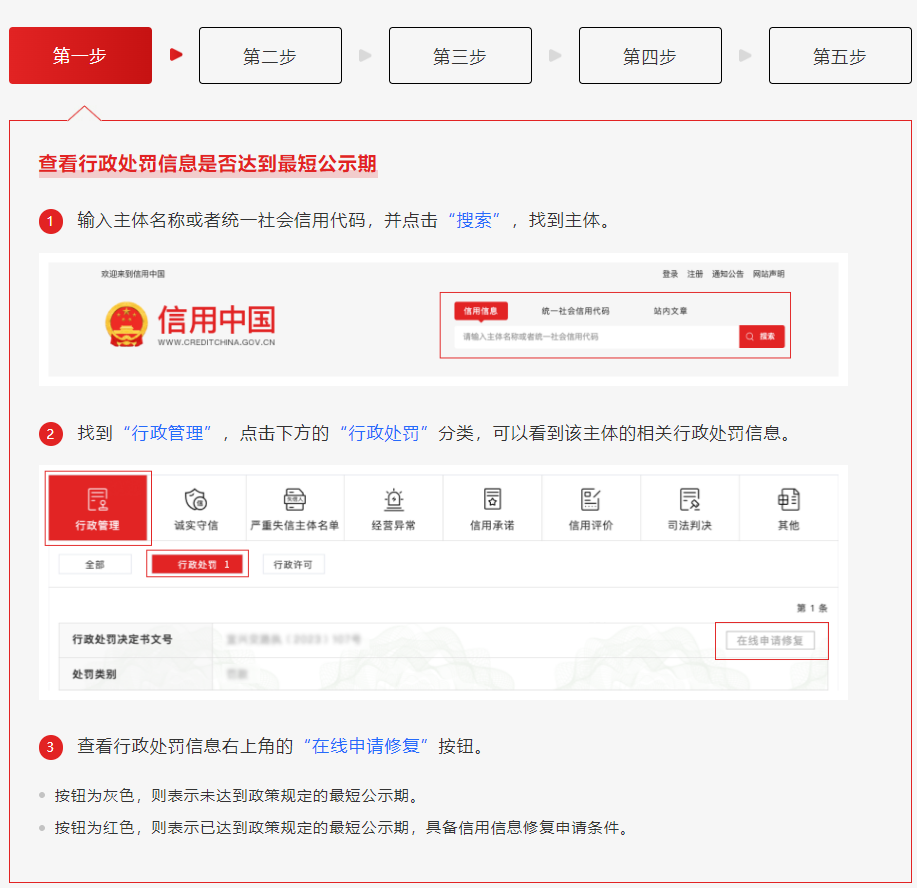 第一步
第二步
第三步
第四步
第五步
查看行政处罚信息是否达到最短公示期
1 输入主体名称或者统一社会信用代码，并点击“搜索”，找到主体。
欢迎来到信用中国
登录 注册 通知公告 网站声明
信用中国
WWW.CREDITCHINA.GOV.CN
信用信息 统一社会信用代码 站内文章
请输入主体名称或者统一社会信用代码
搜索
2 找到“行政管理”，点击下方的“行政处罚”分类，可以看到该主体的相关行政处罚信息。
行政管理 诚实守信 严重失信主体名单 经营异常 信用承诺 信用评价 司法判决 其他
全部 行政处罚 1 行政许可
第 1 条
行政处罚决定书文号
在线申请修复
处罚类别
3 查看行政处罚信息右上角的“在线申请修复”按钮。
按钮为灰色，则表示未达到政策规定的最短公示期。
按钮为红色，则表示已达到政策规定的最短公示期，具备信用信息修复申请条件。